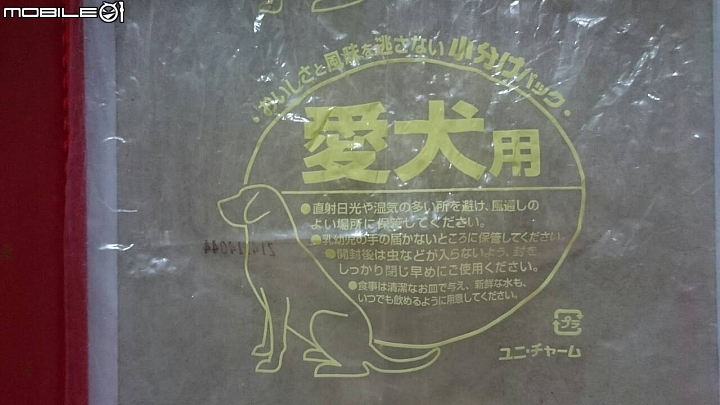 MOBILE01
・おいしさと風味を逃さない 小分けパック・
愛犬用
●直射日光や湿気の多い所を避け、風通しの
よい場所に保管してください。
●乳幼児の手の届かないところに保管してください。
●開封後は虫などが入らないよう、封を
しっかり閉じ早めにご使用ください。
●食事は清潔なお皿で与え、新鮮な水も、
いつでも飲めるように用意してください。
プラ
ユニ・チャーム